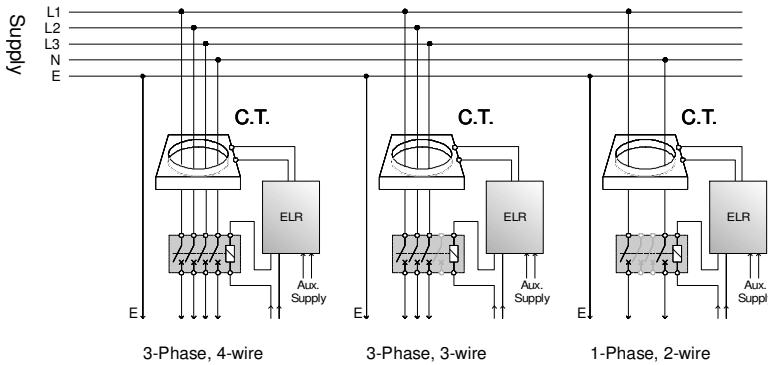 Supply
L1
L2
L3
N
E
C.T.
C.T.
C.T.
ELR
ELR
ELR
Aux.
Supply
Aux.
Supply
Aux.
Suppl
E
E
E
3-Phase, 4-wire
3-Phase, 3-wire
1-Phase, 2-wire